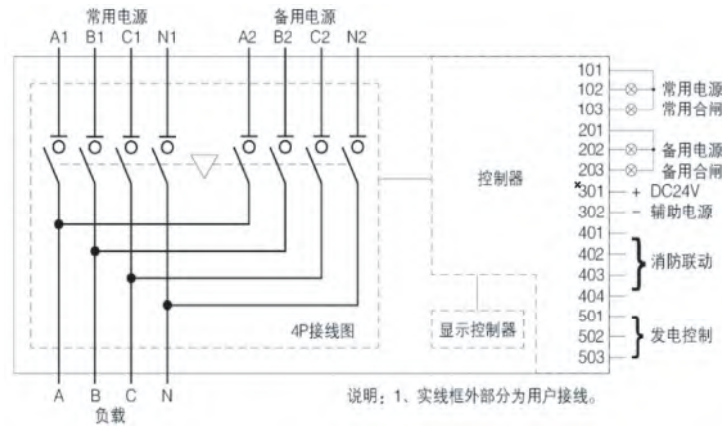 常用电源 备用电源
A1 B1 C1 N1 A2 B2 C2 N2
101
102 常用电源
103 常用合闸
201
202 备用电源
203 备用合闸
控制器
301 + DC24V
302 − 辅助电源
401
402
消防联动
403
404
501
502 发电控制
503
4P接线图
显示控制器
A B C N
负载
说明：1、实线框外部分为用户接线。